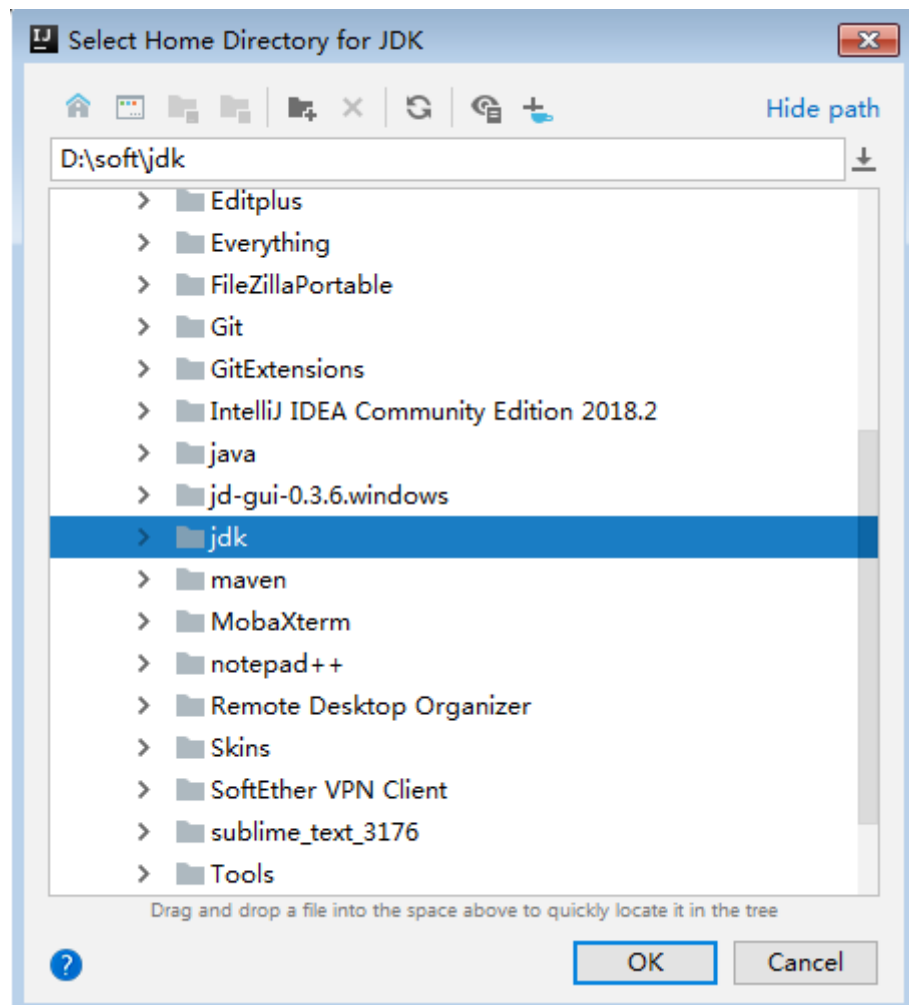 IJ Select Home Directory for JDK
Hide path
D:\soft\jdk
Editplus
Everything
FileZillaPortable
Git
GitExtensions
IntelliJ IDEA Community Edition 2018.2
java
jd-gui-0.3.6.windows
jdk
maven
MobaXterm
notepad++
Remote Desktop Organizer
Skins
SoftEther VPN Client
sublime_text_3176
Tools
Drag and drop a file into the space above to quickly locate it in the tree
? OK Cancel